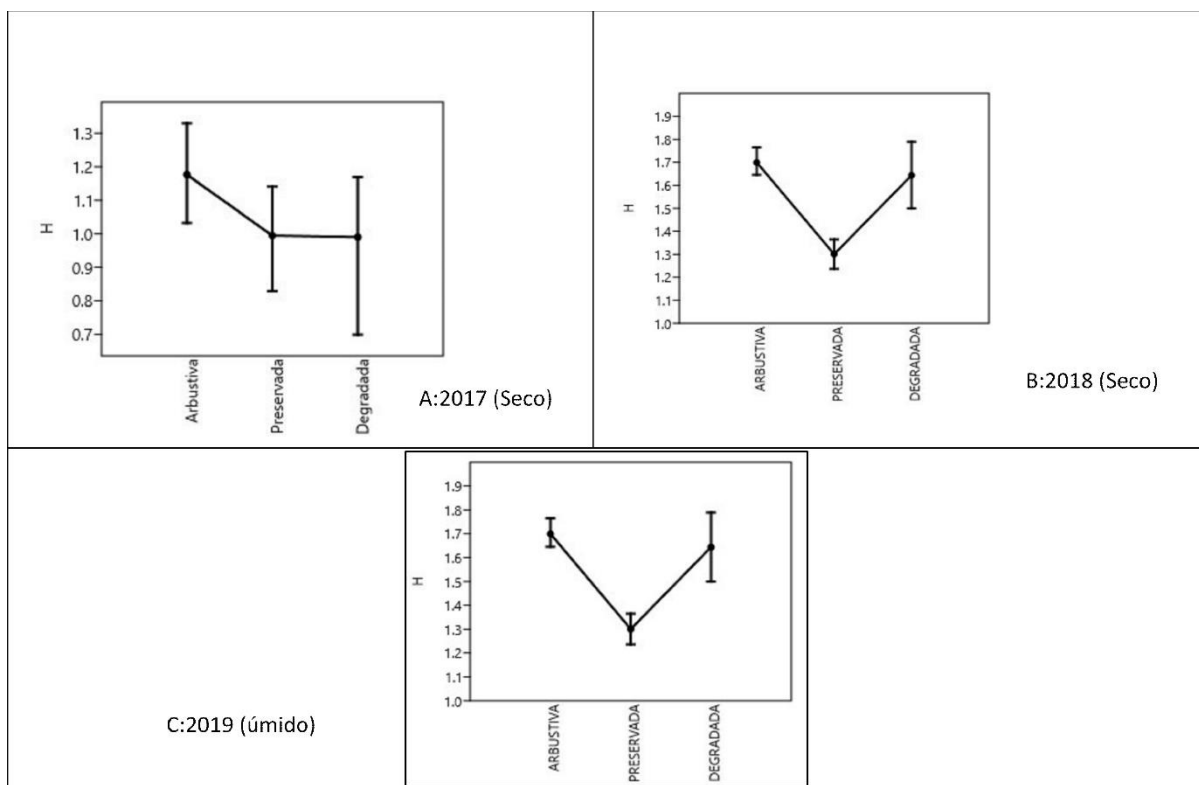 1.3
1.2
1.1
1.0
0.9
0.8
0.7
H
Arbustiva
Preservada
Degradada
A:2017 (Seco)
1.9
1.8
1.7
1.6
1.5
1.4
1.3
1.2
1.1
1.0
H
ARBUSTIVA
PRESERVADA
DEGRADADA
B:2018 (Seco)
1.9
1.8
1.7
1.6
1.5
1.4
1.3
1.2
1.1
1.0
H
ARBUSTIVA
PRESERVADA
DEGRADADA
C:2019 (úmido)